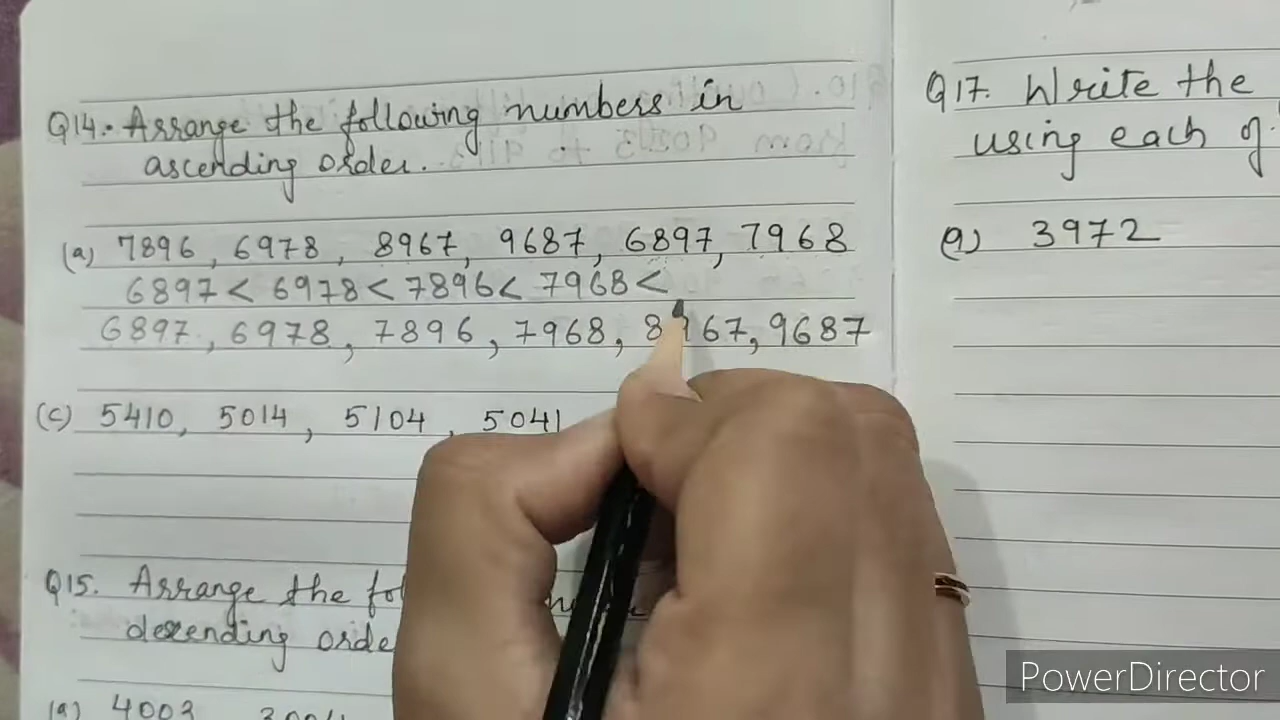 Q14. Arrange the following numbers in
ascending order.
(a) 7896, 6978, 8967, 9687, 6897, 7968
6897 < 6978 < 7896 < 7968 <
6897, 6978, 7896, 7968, 8967, 9687
(c) 5410, 5014, 5104, 5041
Q15. Arrange the
descending
(a) 4003
Q17. Write the
using each of
(a) 3972
PowerDirector